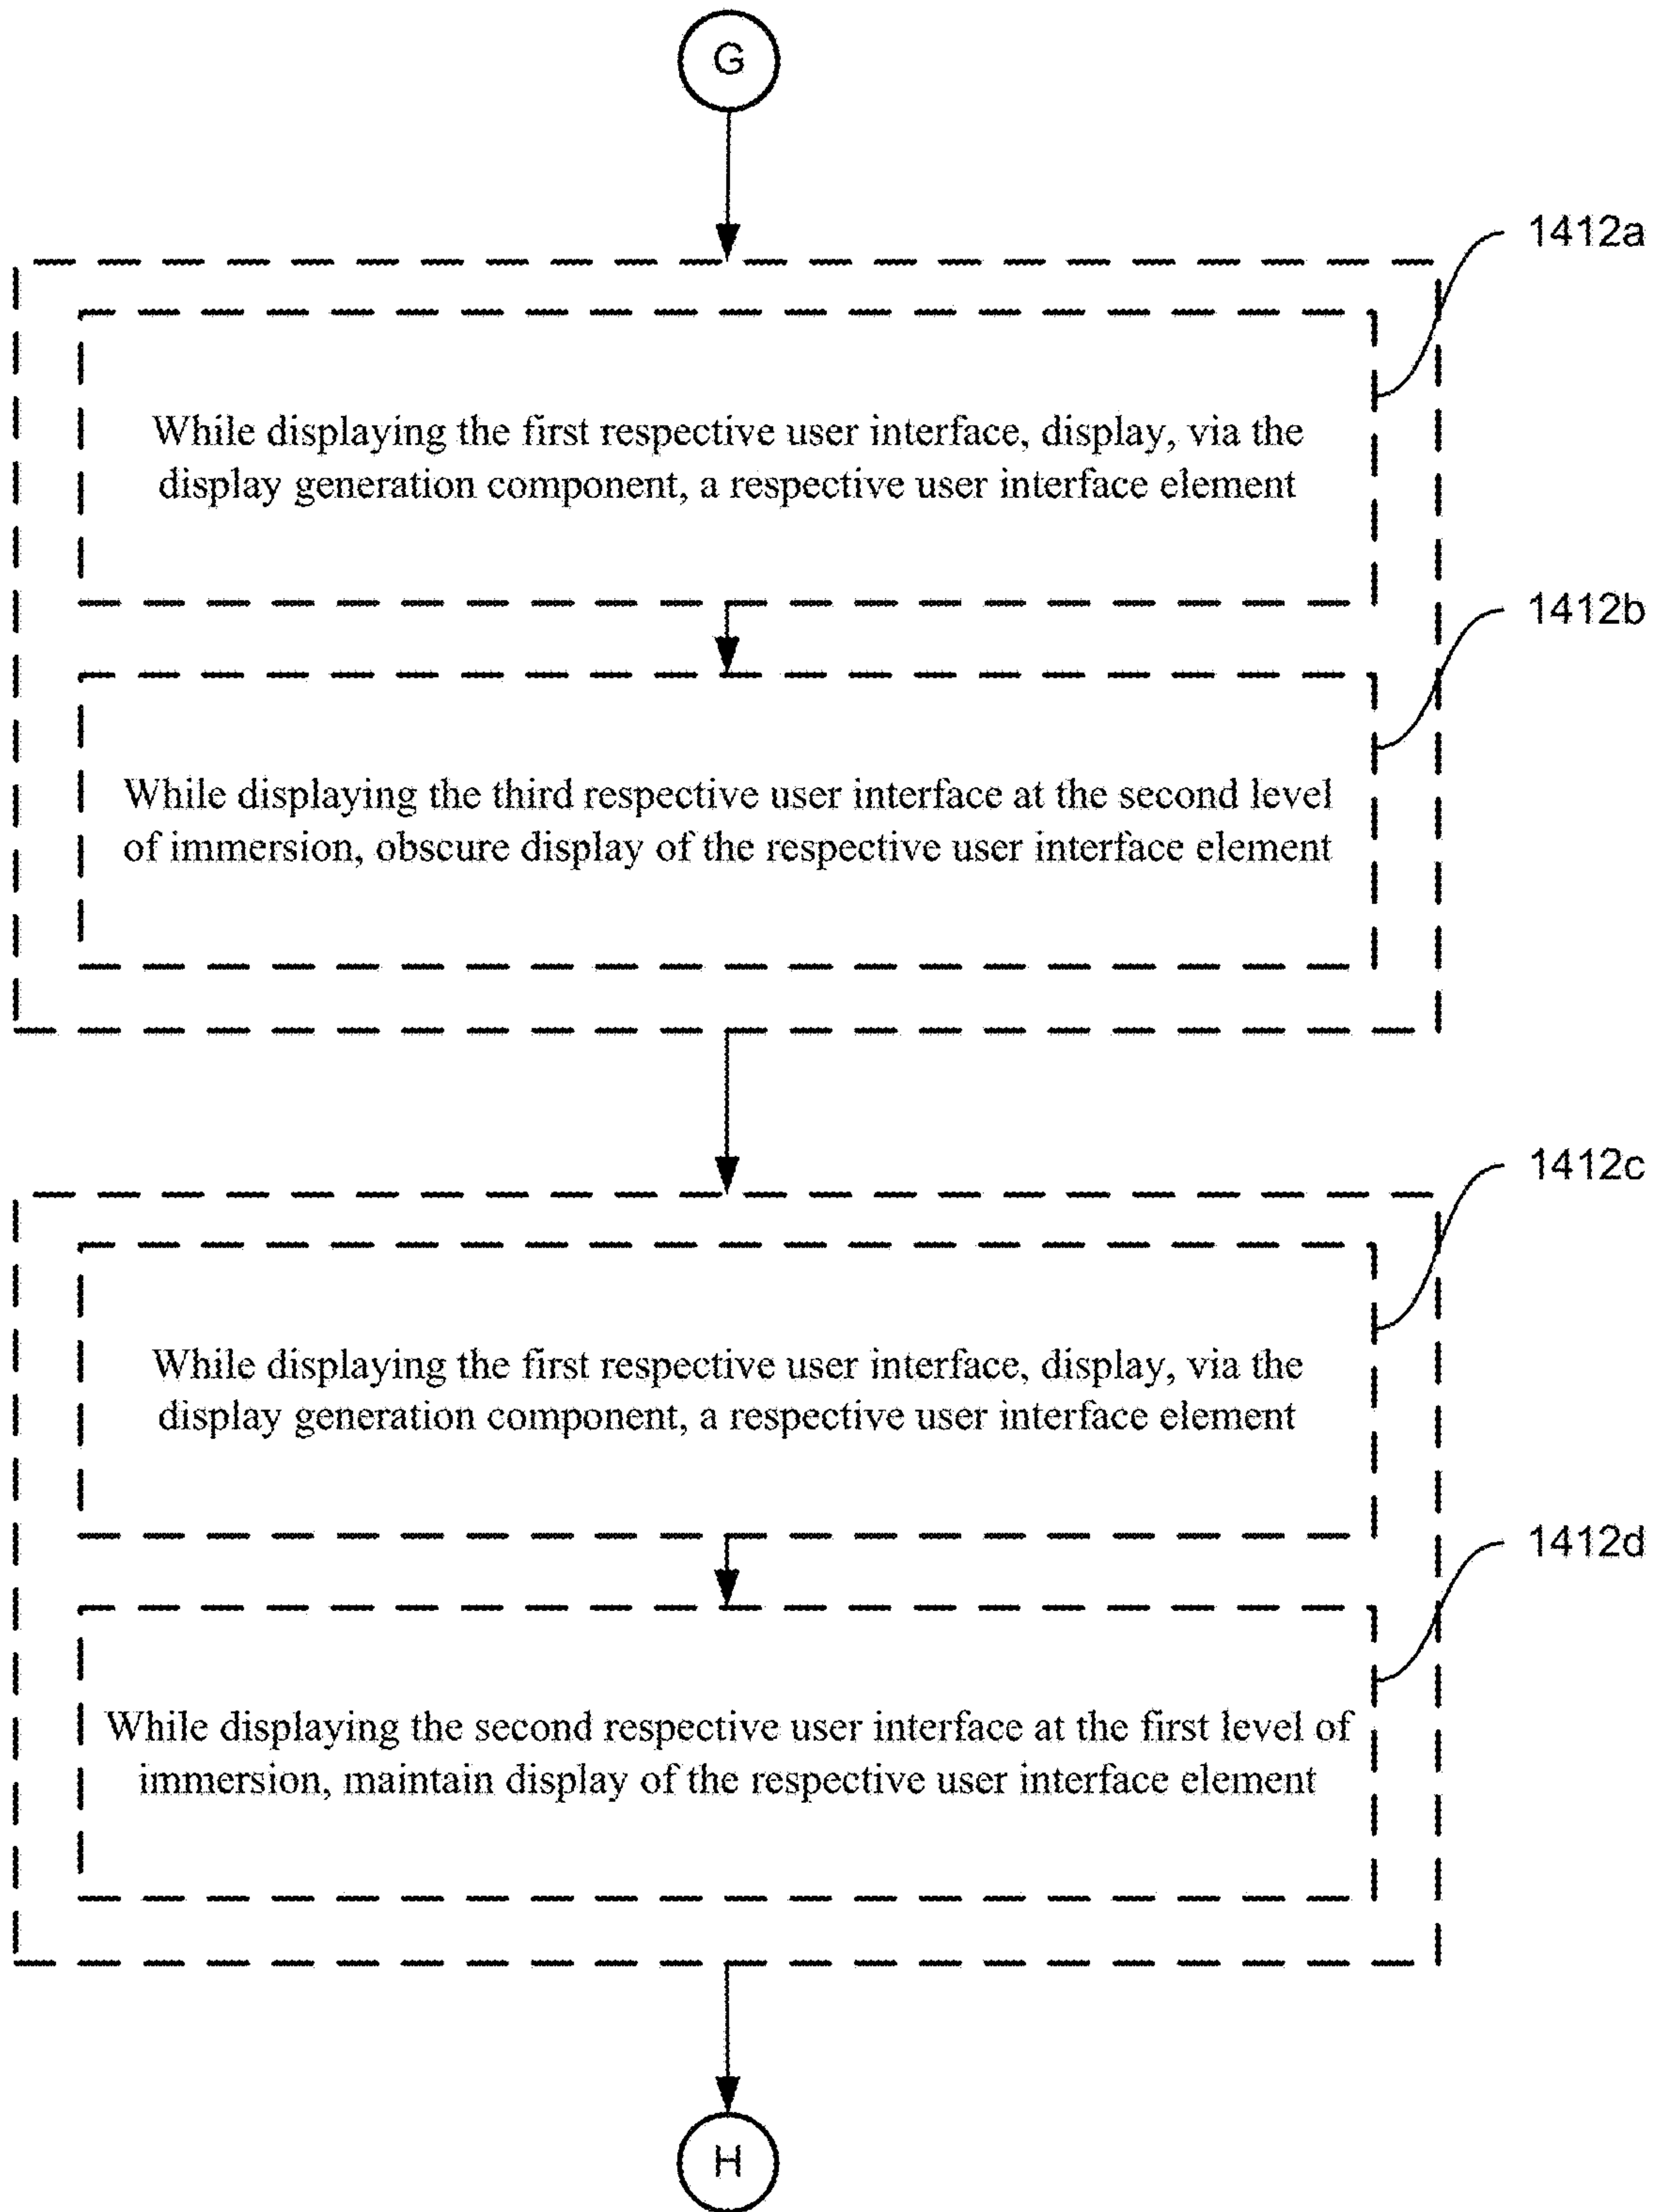 G
1412a
While displaying the first respective user interface, display, via the
display generation component, a respective user interface element
1412b
While displaying the third respective user interface at the second level
of immersion, obscure display of the respective user interface element
1412c
While displaying the first respective user interface, display, via the
display generation component, a respective user interface element
1412d
While displaying the second respective user interface at the first level of
immersion, maintain display of the respective user interface element
H